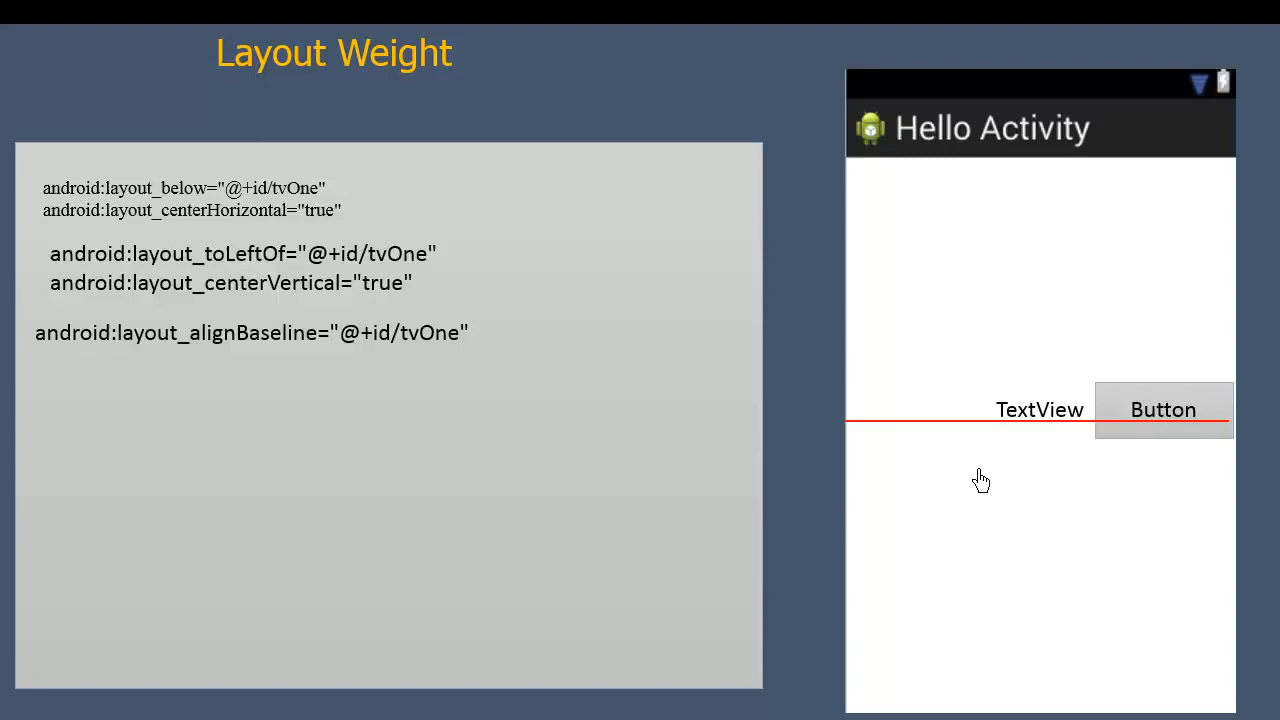 Layout Weight
Hello Activity
android:layout_below="@+id/tvOne"
android:layout_centerHorizontal="true"
android:layout_toLeftOf="@+id/tvOne"
android:layout_centerVertical="true"
android:layout_alignBaseline="@+id/tvOne"
TextView
Button